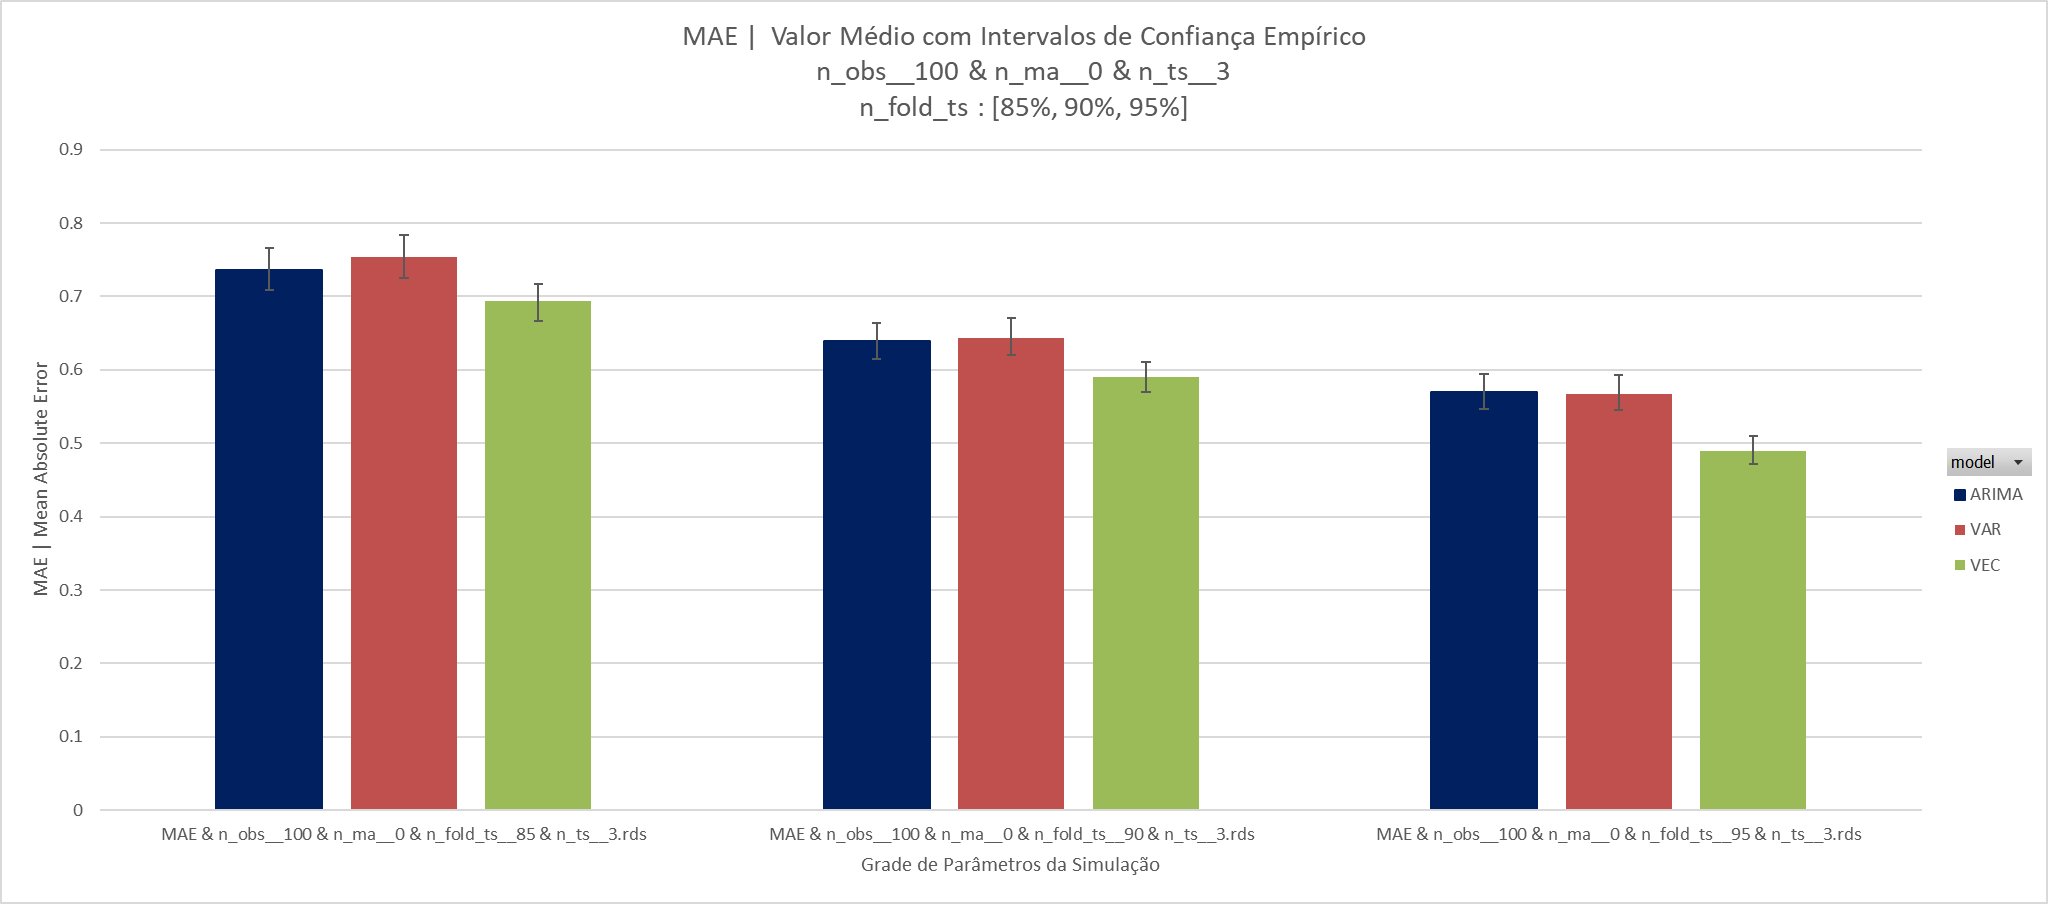 MAE |  Valor Médio com Intervalos de Confiança Empírico
n_obs__100 & n_ma__0 & n_ts__3
n_fold_ts : [85%, 90%, 95%]
MAE | Mean Absolute Error
0.9
0.8
0.7
0.6
0.5
0.4
0.3
0.2
0.1
0
MAE & n_obs__100 & n_ma__0 & n_fold_ts__85 & n_ts__3.rds
MAE & n_obs__100 & n_ma__0 & n_fold_ts__90 & n_ts__3.rds
MAE & n_obs__100 & n_ma__0 & n_fold_ts__95 & n_ts__3.rds
Grade de Parâmetros da Simulação
model
ARIMA
VAR
VEC